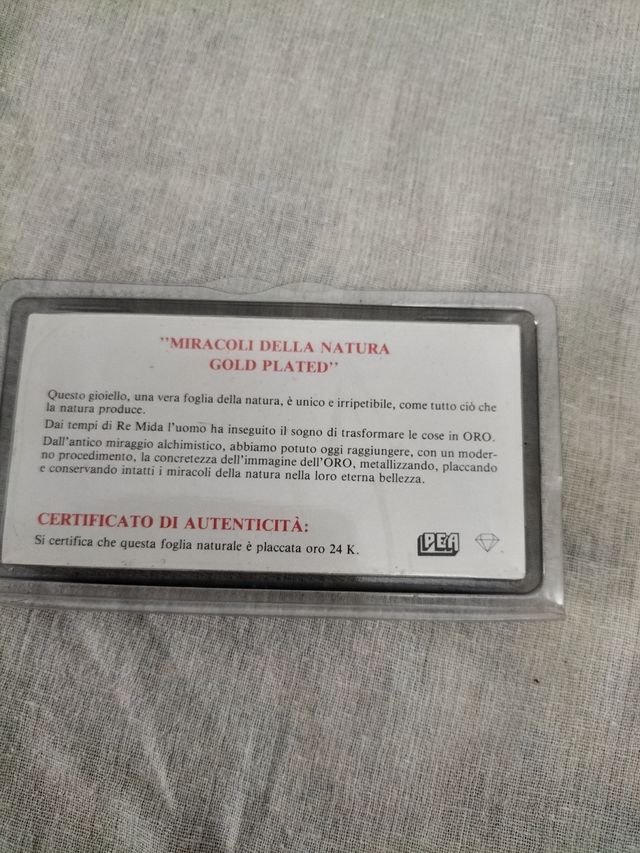 "MIRACOLI DELLA NATURA
GOLD PLATED"
Questo gioiello, una vera foglia della natura, è unico e irripetibile, come tutto ciò che
la natura produce.
Dai tempi di Re Mida l'uomo ha inseguito il sogno di trasformare le cose in ORO.
Dall'antico miraggio alchimistico, abbiamo potuto oggi raggiungere, con un moder-
no procedimento, la concretezza dell'immagine dell'ORO, metallizzando, placcando
e conservando intatti i miracoli della natura nella loro eterna bellezza.
CERTIFICATO DI AUTENTICITÀ:
Si certifica che questa foglia naturale è placcata oro 24 K.
PEA